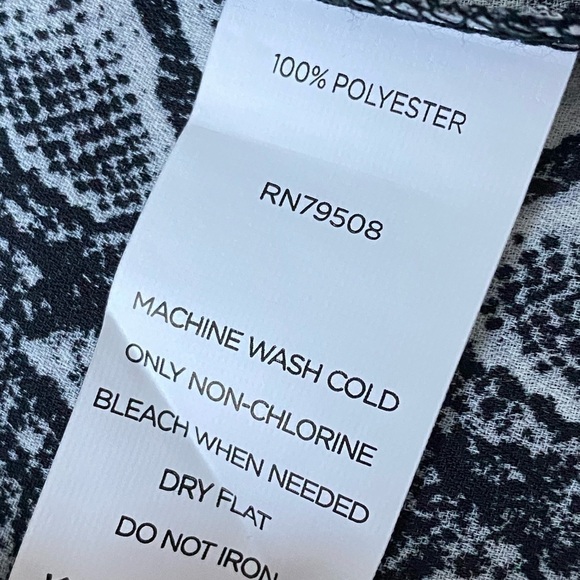 100% POLYESTER
RN79508
MACHINE WASH COLD
ONLY NON-CHLORINE
BLEACH WHEN NEEDED
DRY FLAT
DO NOT IRON